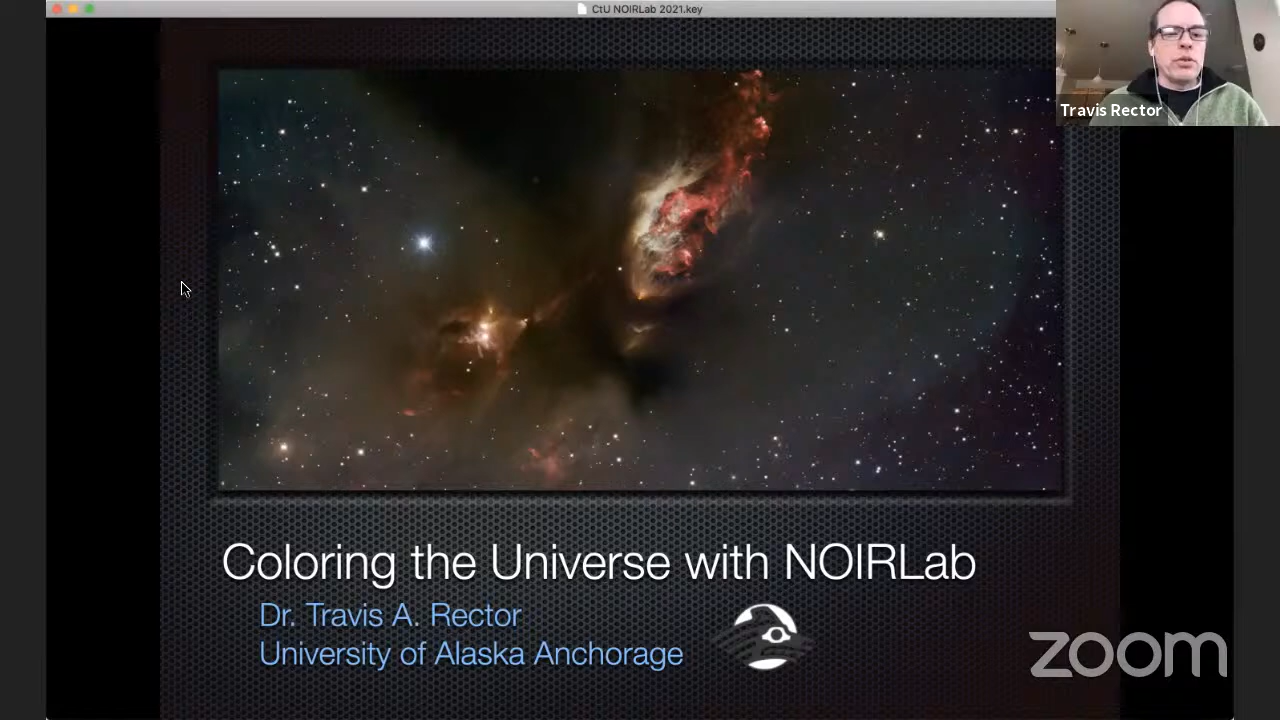 CtU NOIRLab 2021.key
Travis Rector
Coloring the Universe with NOIRLab
Dr. Travis A. Rector
University of Alaska Anchorage
zoom